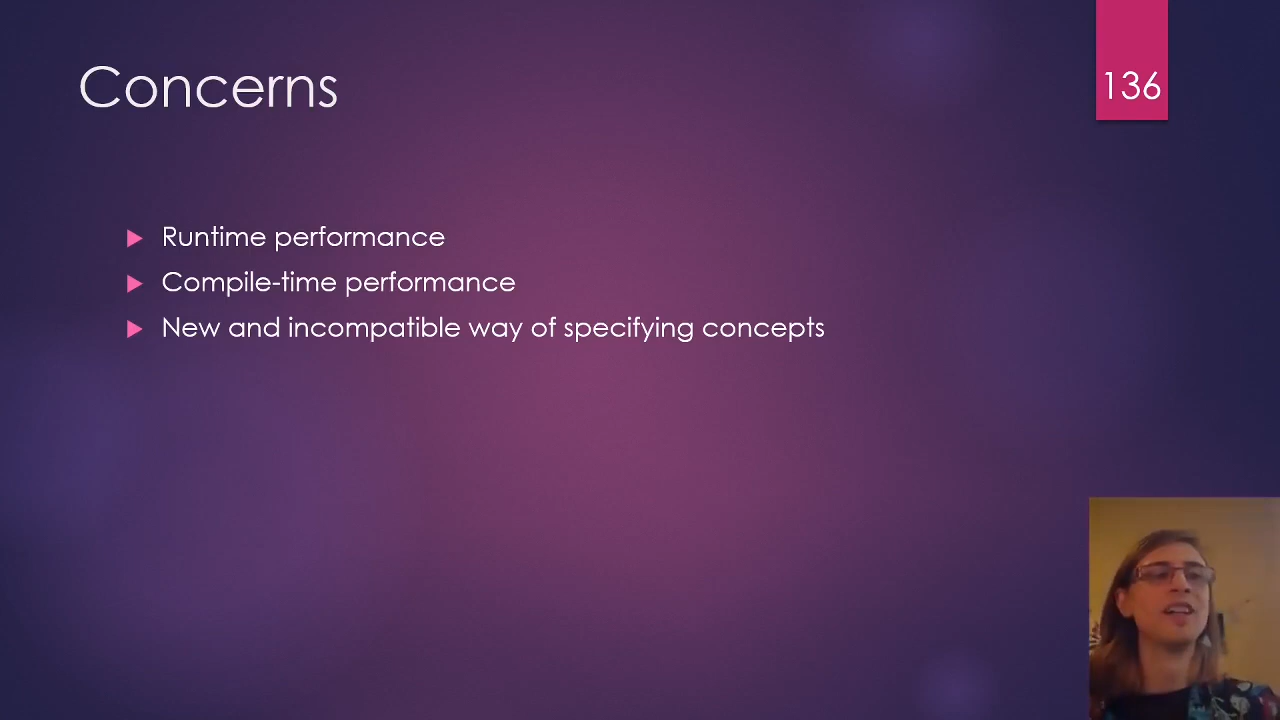 Concerns
136
Runtime performance
Compile-time performance
New and incompatible way of specifying concepts